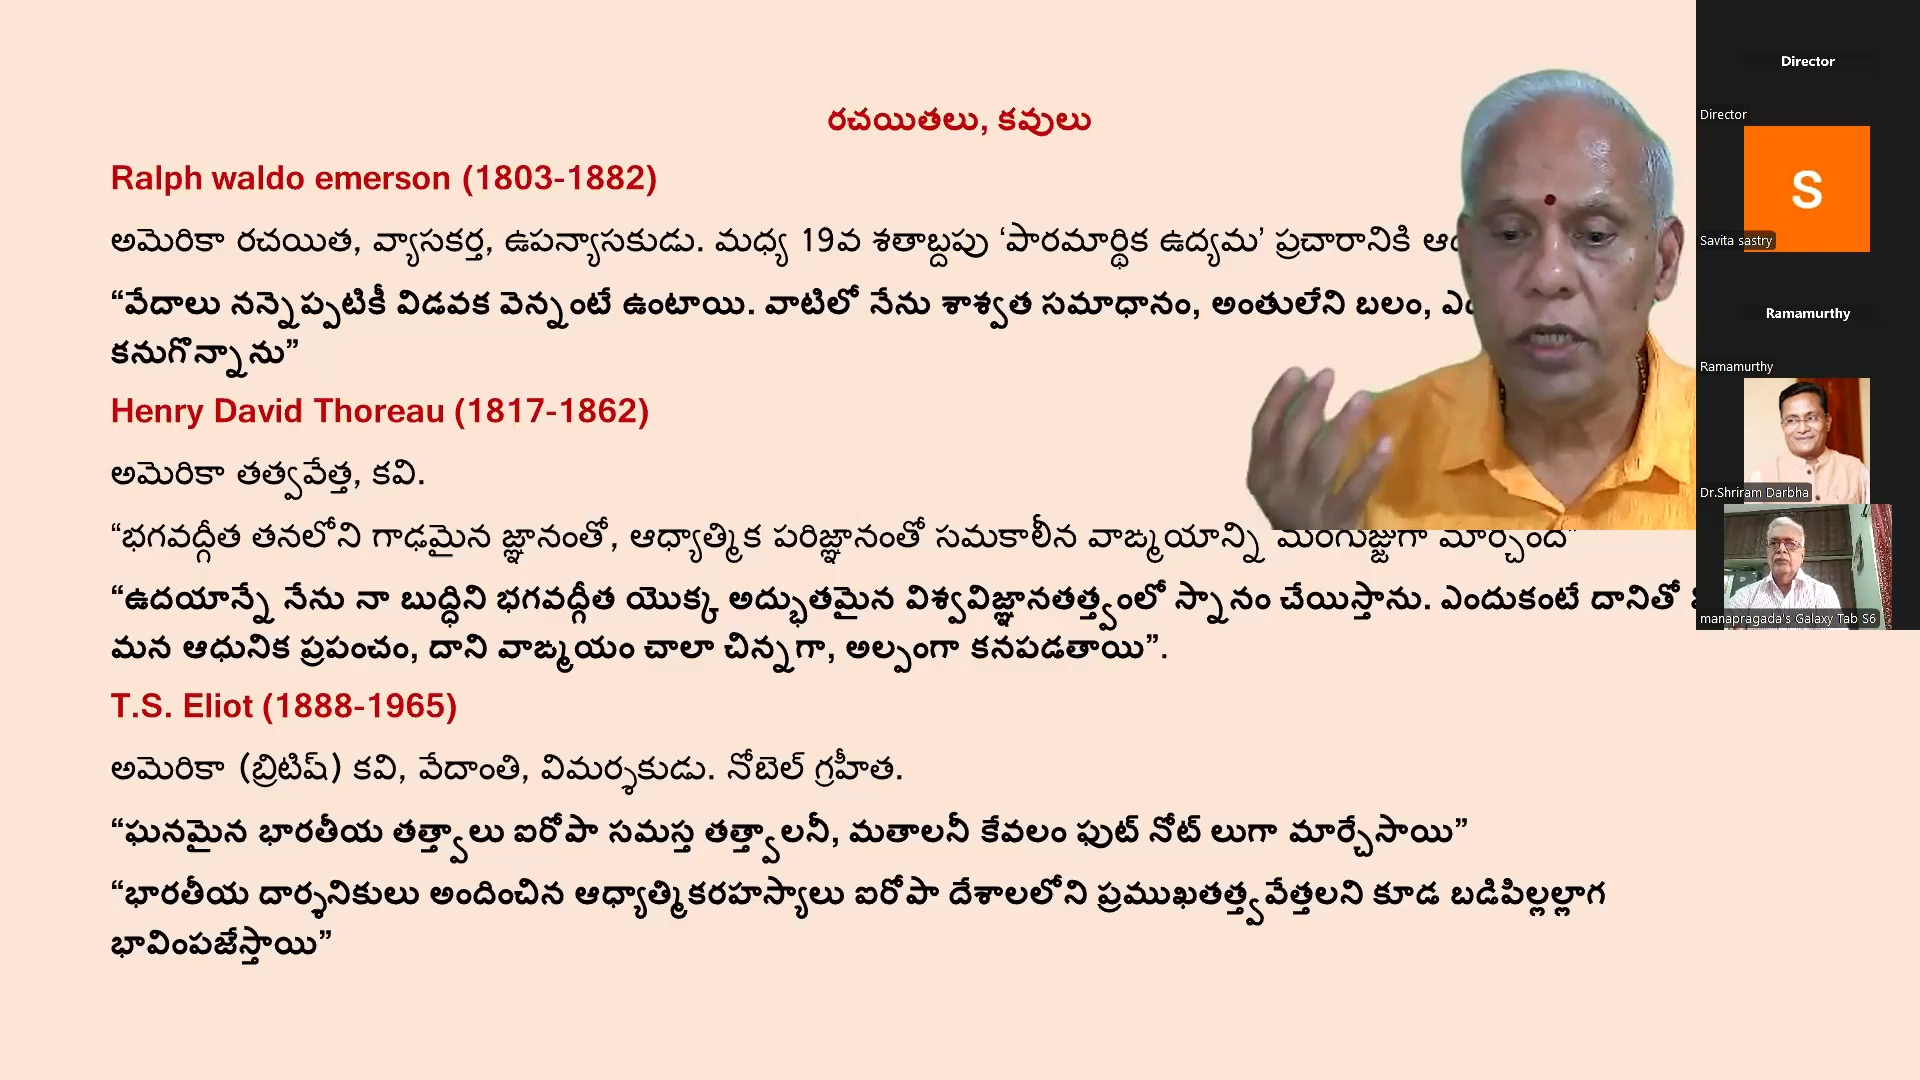 రచయితలు, కవులు
Ralph waldo emerson (1803-1882)
అమెరికా రచయిత, వ్యాసకర్త, ఉపన్యాసకుడు. మధ్య 19వ శతాబ్దపు ‘పారమార్థిక ఉద్యమ’ ప్రచారానికి
“వేదాలు నన్నెప్పటికీ విడవక వెన్నంటే ఉంటాయి. వాటిలో నేను శాశ్వత సమాధానం, అంతులేని బలం,
కనుగొన్నాను”
Henry David Thoreau (1817-1862)
అమెరికా తత్వవేత్త, కవి.
“భగవద్గీత తనలోని గాఢమైన జ్ఞానంతో, ఆధ్యాత్మిక పరిజ్ఞానంతో సమకాలీన వాఙ్మయాన్ని మరుగుజ్జుగా మార్చింది”
“ఉదయాన్నే నేను నా బుద్ధిని భగవద్గీత యొక్క అద్భుతమైన విశ్వవిజ్ఞానతత్త్వంలో స్నానం చేయిస్తాను. ఎందుకంటే దానితో
మన ఆధునిక ప్రపంచం, దాని వాఙ్మయం చాలా చిన్నగా, అల్పంగా కనపడతాయి”.
T.S. Eliot (1888-1965)
అమెరికా (బ్రిటిష్) కవి, వేదాంతి, విమర్శకుడు. నోబెల్ గ్రహీత.
“ఘనమైన భారతీయ తత్త్వాలు ఐరోపా సమస్త తత్త్వాలనీ, మతాలనీ కేవలం ఫుట్ నోట్ లుగా మార్చేసాయి”
“భారతీయ దార్శనికులు అందించిన ఆధ్యాత్మికరహస్యాలు ఐరోపా దేశాలలోని ప్రముఖతత్త్వవేత్తలని కూడ బడిపిల్లల్లాగ
భావింపజేస్తాయి”
Director
Director
S
Savita sastry
Ramamurthy
Ramamurthy
Dr.Shriram Darbha
manapragada's Galaxy Tab S6